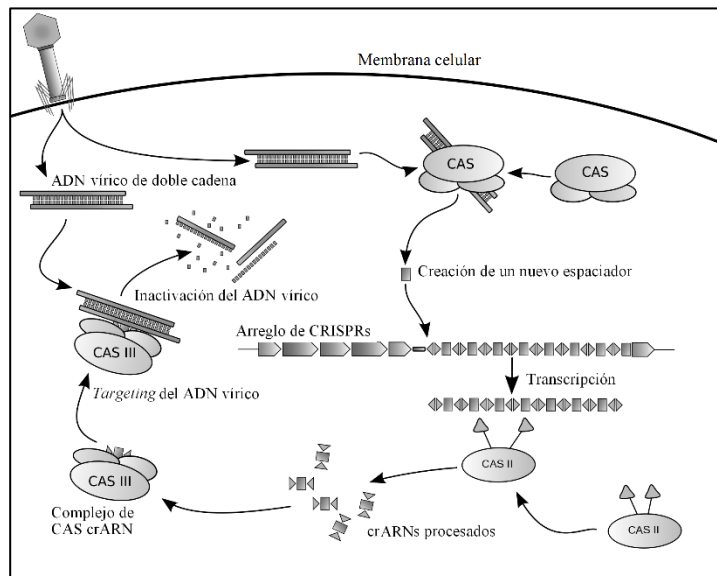 Membrana celular
ADN vírico de doble cadena
CAS
CAS
Creación de un nuevo espaciador
Inactivación del ADN vírico
Arreglo de CRISPRs
CAS III
Transcripción
Targeting del ADN vírico
CAS II
CAS III
CAS II
Complejo de
CAS crARN
crARNs procesados